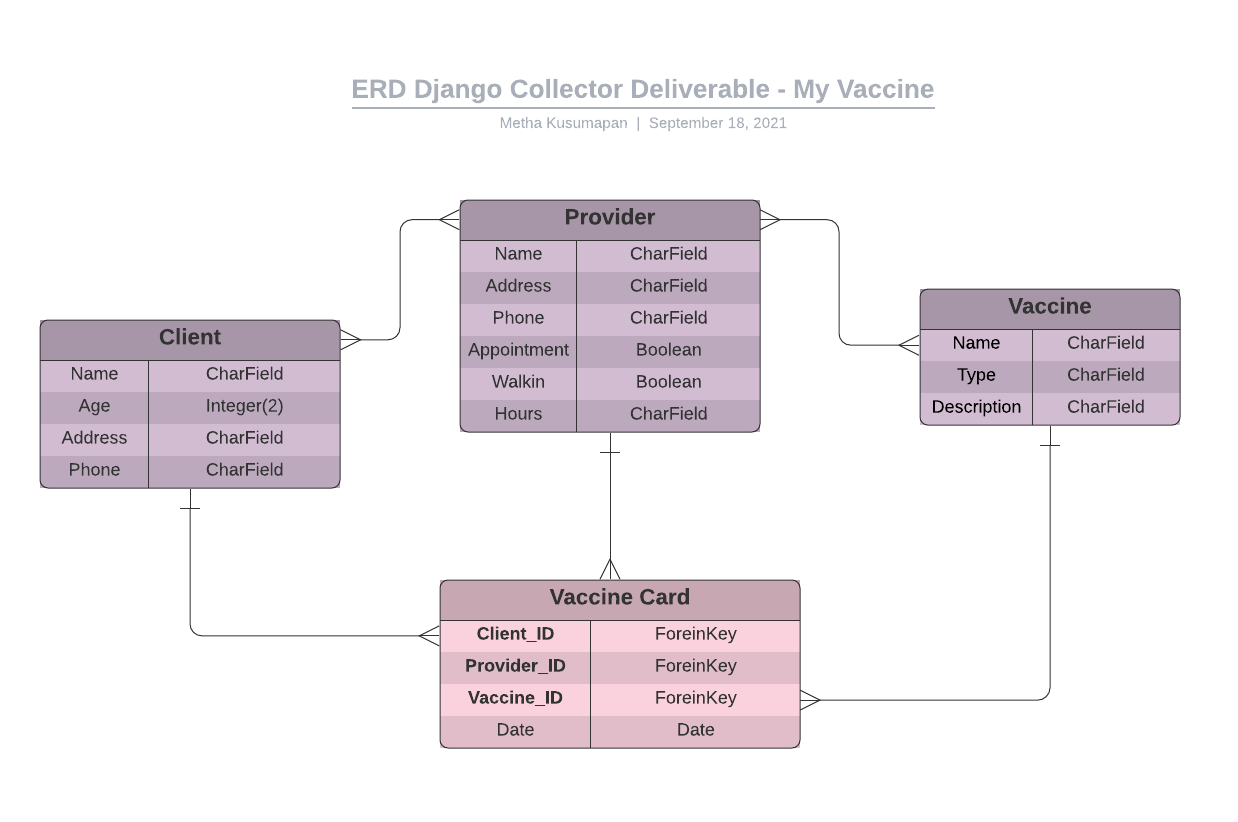 ERD Django Collector Deliverable - My Vaccine
Metha Kusumapan | September 18, 2021
Provider
Name CharField
Address CharField
Phone CharField
Appointment Boolean
Walkin Boolean
Hours CharField
Vaccine
Name CharField
Type CharField
Description CharField
Client
Name CharField
Age Integer(2)
Address CharField
Phone CharField
Vaccine Card
Client_ID ForeinKey
Provider_ID ForeinKey
Vaccine_ID ForeinKey
Date Date